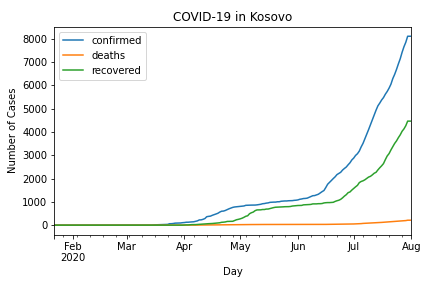 COVID-19 in Kosovo
confirmed
deaths
recovered
Number of Cases
8000
7000
6000
5000
4000
3000
2000
1000
0
Feb Mar Apr May Jun Jul Aug
2020
Day